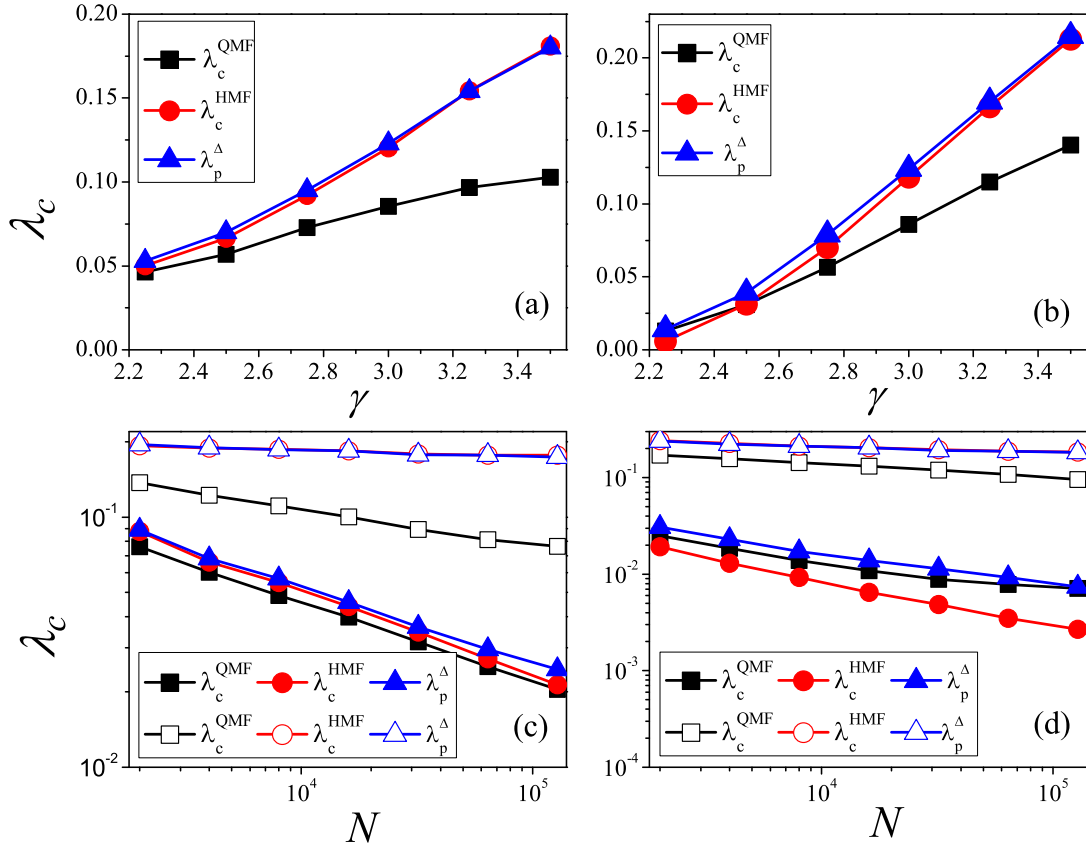 0.20
0.15
0.10
0.05
0.00
λ_c
λ_c^QMF
λ_c^HMF
λ_p^Δ
(a)
2.2 2.4 2.6 2.8 3.0 3.2 3.4
γ
0.20
0.15
0.10
0.05
0.00
λ_c^QMF
λ_c^HMF
λ_p^Δ
(b)
2.2 2.4 2.6 2.8 3.0 3.2 3.4
γ
10^-1
10^-2
λ_c
λ_c^QMF λ_c^HMF λ_p^Δ
λ_c^QMF λ_c^HMF λ_p^Δ
(c)
10^4 10^5
N
10^-1
10^-2
10^-3
10^-4
λ_c^QMF λ_c^HMF λ_p^Δ
λ_c^QMF λ_c^HMF λ_p^Δ
(d)
10^4 10^5
N